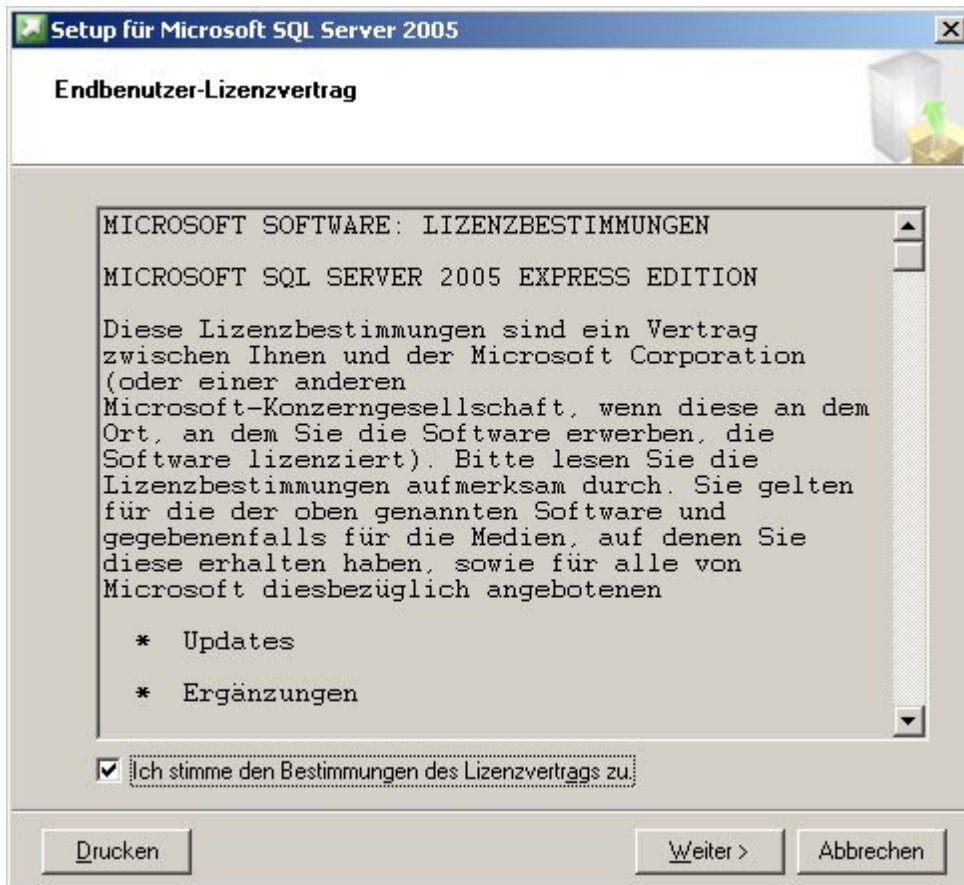 Setup für Microsoft SQL Server 2005
Endbenutzer-Lizenzvertrag
MICROSOFT SOFTWARE: LIZENZBESTIMMUNGEN
MICROSOFT SQL SERVER 2005 EXPRESS EDITION
Diese Lizenzbestimmungen sind ein Vertrag
zwischen Ihnen und der Microsoft Corporation
(oder einer anderen
Microsoft-Konzerngesellschaft, wenn diese an dem
Ort, an dem Sie die Software erwerben, die
Software lizenziert). Bitte lesen Sie die
Lizenzbestimmungen aufmerksam durch. Sie gelten
für die der oben genannten Software und
gegebenenfalls für die Medien, auf denen Sie
diese erhalten haben, sowie für alle von
Microsoft diesbezüglich angebotenen
* Updates
* Ergänzungen
Ich stimme den Bestimmungen des Lizenzvertrags zu.
Drucken
Weiter >
Abbrechen